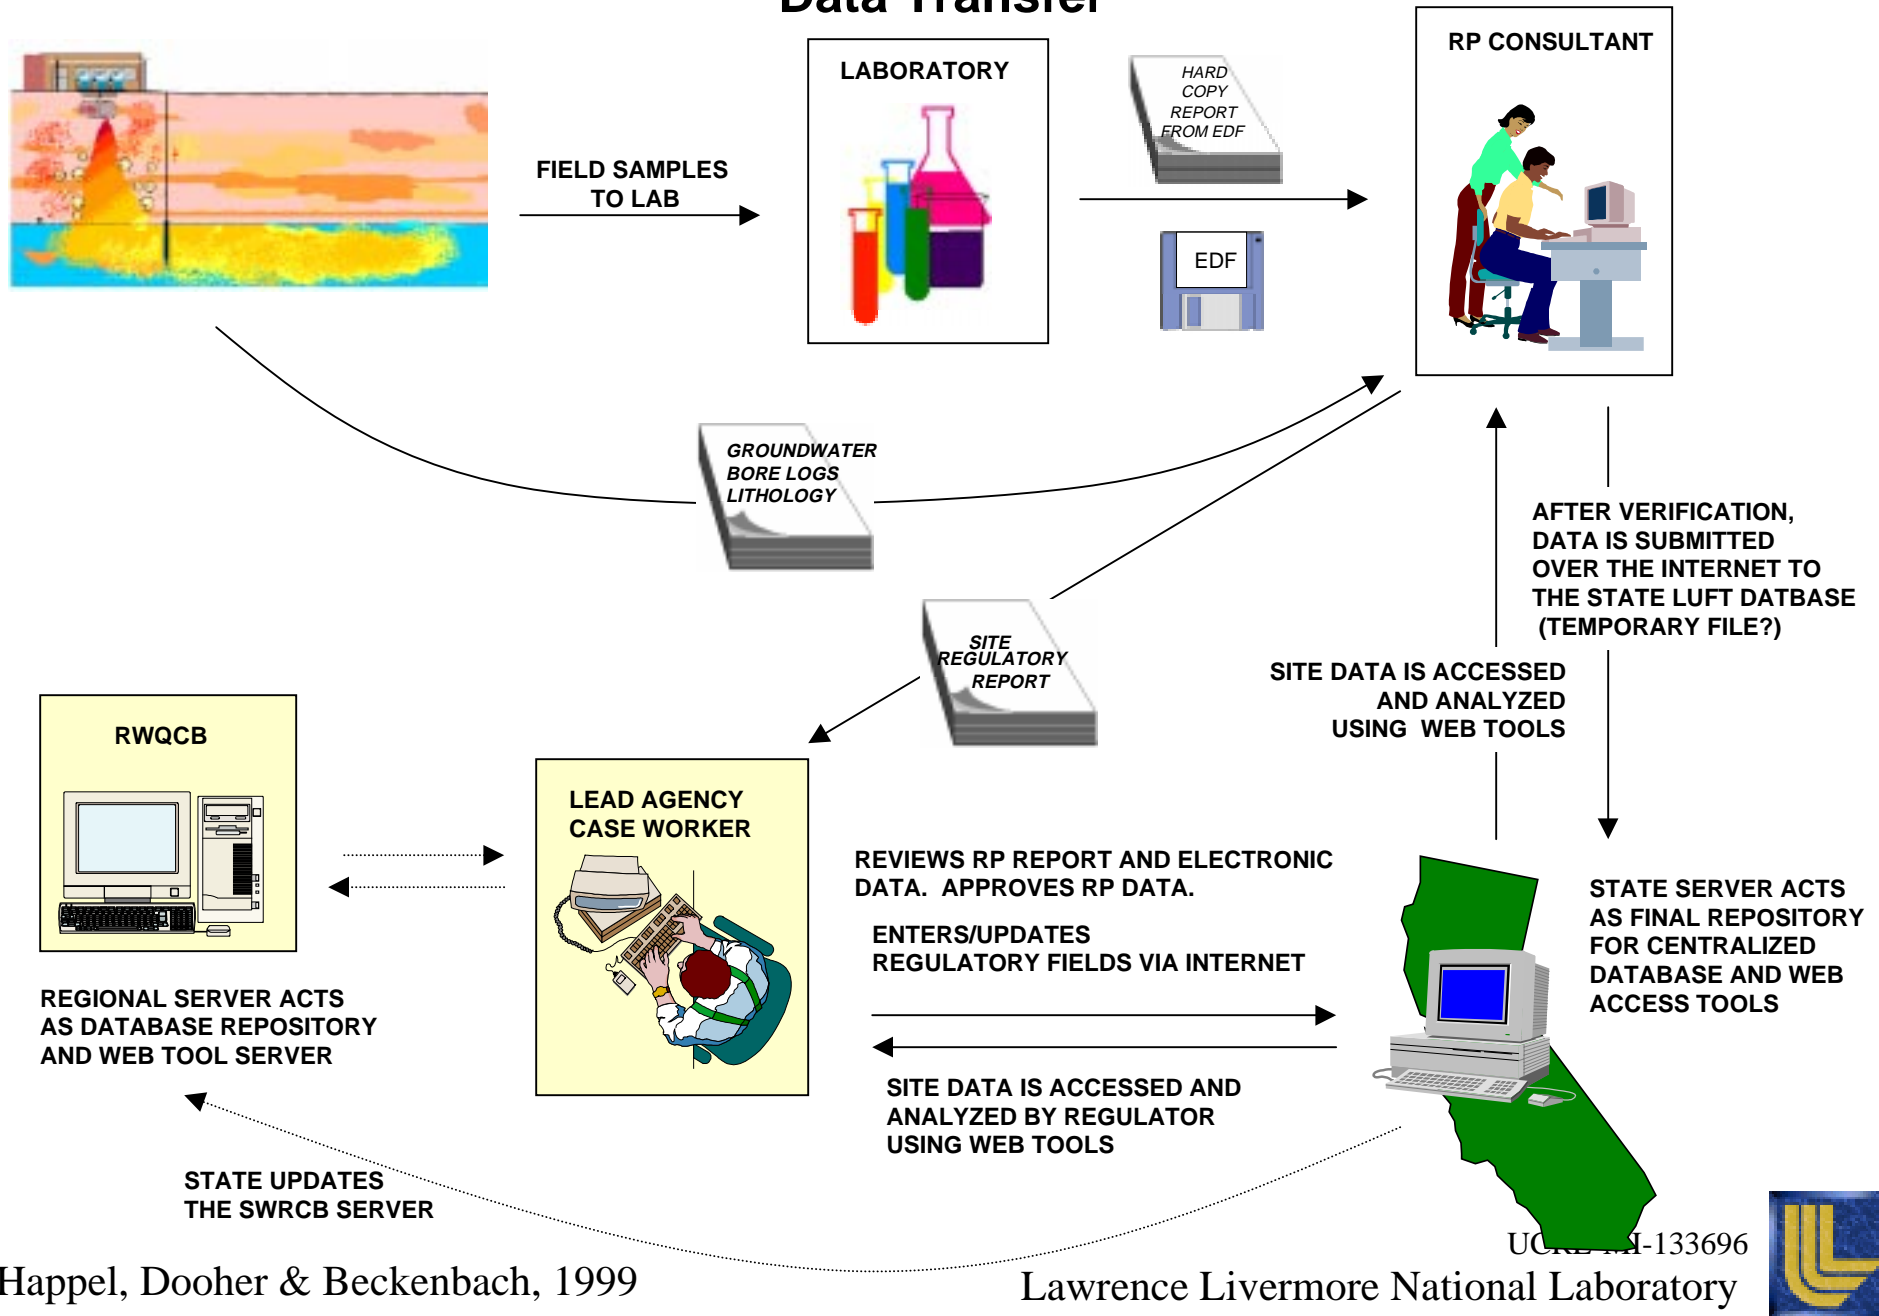 Data Transfer
LABORATORY
RP CONSULTANT
HARD
COPY
REPORT
FROM EDF
FIELD SAMPLES
TO LAB
EDF
GROUNDWATER
BORE LOGS
LITHOLOGY
AFTER VERIFICATION,
DATA IS SUBMITTED
OVER THE INTERNET TO
THE STATE LUFT DATBASE
(TEMPORARY FILE?)
SITE
REGULATORY
REPORT
SITE DATA IS ACCESSED
AND ANALYZED
USING WEB TOOLS
RWQCB
LEAD AGENCY
CASE WORKER
REVIEWS RP REPORT AND ELECTRONIC
DATA. APPROVES RP DATA.
ENTERS/UPDATES
REGULATORY FIELDS VIA INTERNET
STATE SERVER ACTS
AS FINAL REPOSITORY
FOR CENTRALIZED
DATABASE AND WEB
ACCESS TOOLS
REGIONAL SERVER ACTS
AS DATABASE REPOSITORY
AND WEB TOOL SERVER
SITE DATA IS ACCESSED AND
ANALYZED BY REGULATOR
USING WEB TOOLS
STATE UPDATES
THE SWRCB SERVER
UCRL-MI-133696
Happel, Dooher & Beckenbach, 1999
Lawrence Livermore National Laboratory